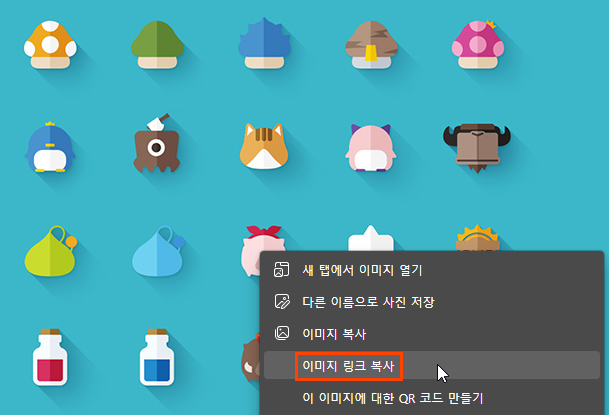 새 탭에서 이미지 열기
다른 이름으로 사진 저장
이미지 복사
이미지 링크 복사
이 이미지에 대한 QR 코드 만들기